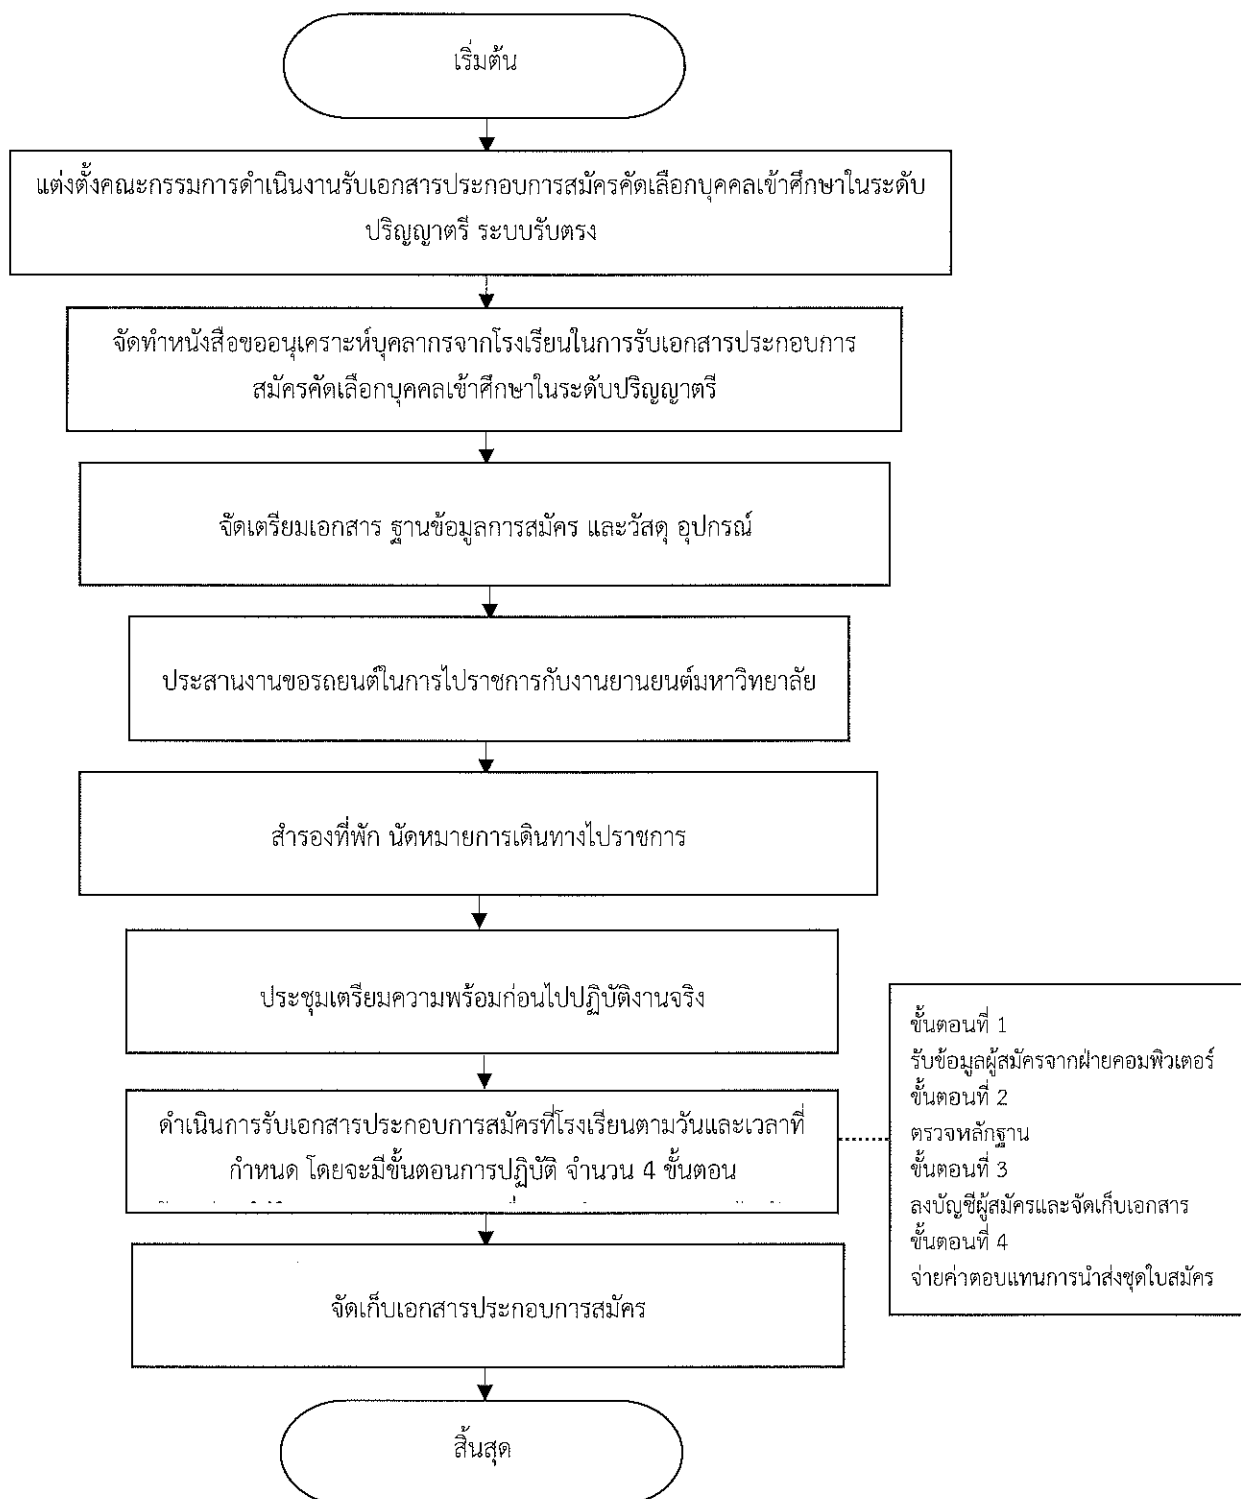 เริ่มต้น
แต่งตั้งคณะกรรมการดำเนินงานรับเอกสารประกอบการสมัครคัดเลือกบุคคลเข้าศึกษาในระดับ
ปริญญาตรี ระบบรับตรง
จัดทำหนังสือขออนุเคราะห์บุคลากรจากโรงเรียนในการรับเอกสารประกอบการ
สมัครคัดเลือกบุคคลเข้าศึกษาในระดับปริญญาตรี
จัดเตรียมเอกสาร ฐานข้อมูลการสมัคร และวัสดุ อุปกรณ์
ประสานงานขอรถยนต์ในการไปราชการกับงานยานยนต์มหาวิทยาลัย
สำรองที่พัก นัดหมายการเดินทางไปราชการ
ประชุมเตรียมความพร้อมก่อนไปปฏิบัติงานจริง
ดำเนินการรับเอกสารประกอบการสมัครที่โรงเรียนตามวันและเวลาที่
กำหนด โดยจะมีขั้นตอนการปฏิบัติ จำนวน 4 ขั้นตอน
ขั้นตอนที่ 1
รับข้อมูลผู้สมัครจากฝ่ายคอมพิวเตอร์
ขั้นตอนที่ 2
ตรวจหลักฐาน
ขั้นตอนที่ 3
ลงบัญชีผู้สมัครและจัดเก็บเอกสาร
ขั้นตอนที่ 4
จ่ายค่าตอบแทนการนำส่งชุดใบสมัคร
จัดเก็บเอกสารประกอบการสมัคร
สิ้นสุด